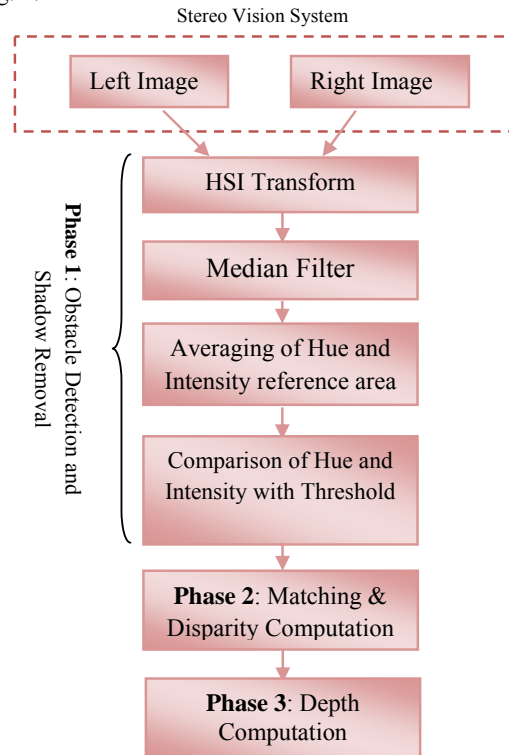 Stereo Vision System
Left Image
Right Image
HSI Transform
Median Filter
Averaging of Hue and
Intensity reference area
Comparison of Hue and
Intensity with Threshold
Phase 1: Obstacle Detection and
Shadow Removal
Phase 2: Matching &
Disparity Computation
Phase 3: Depth
Computation